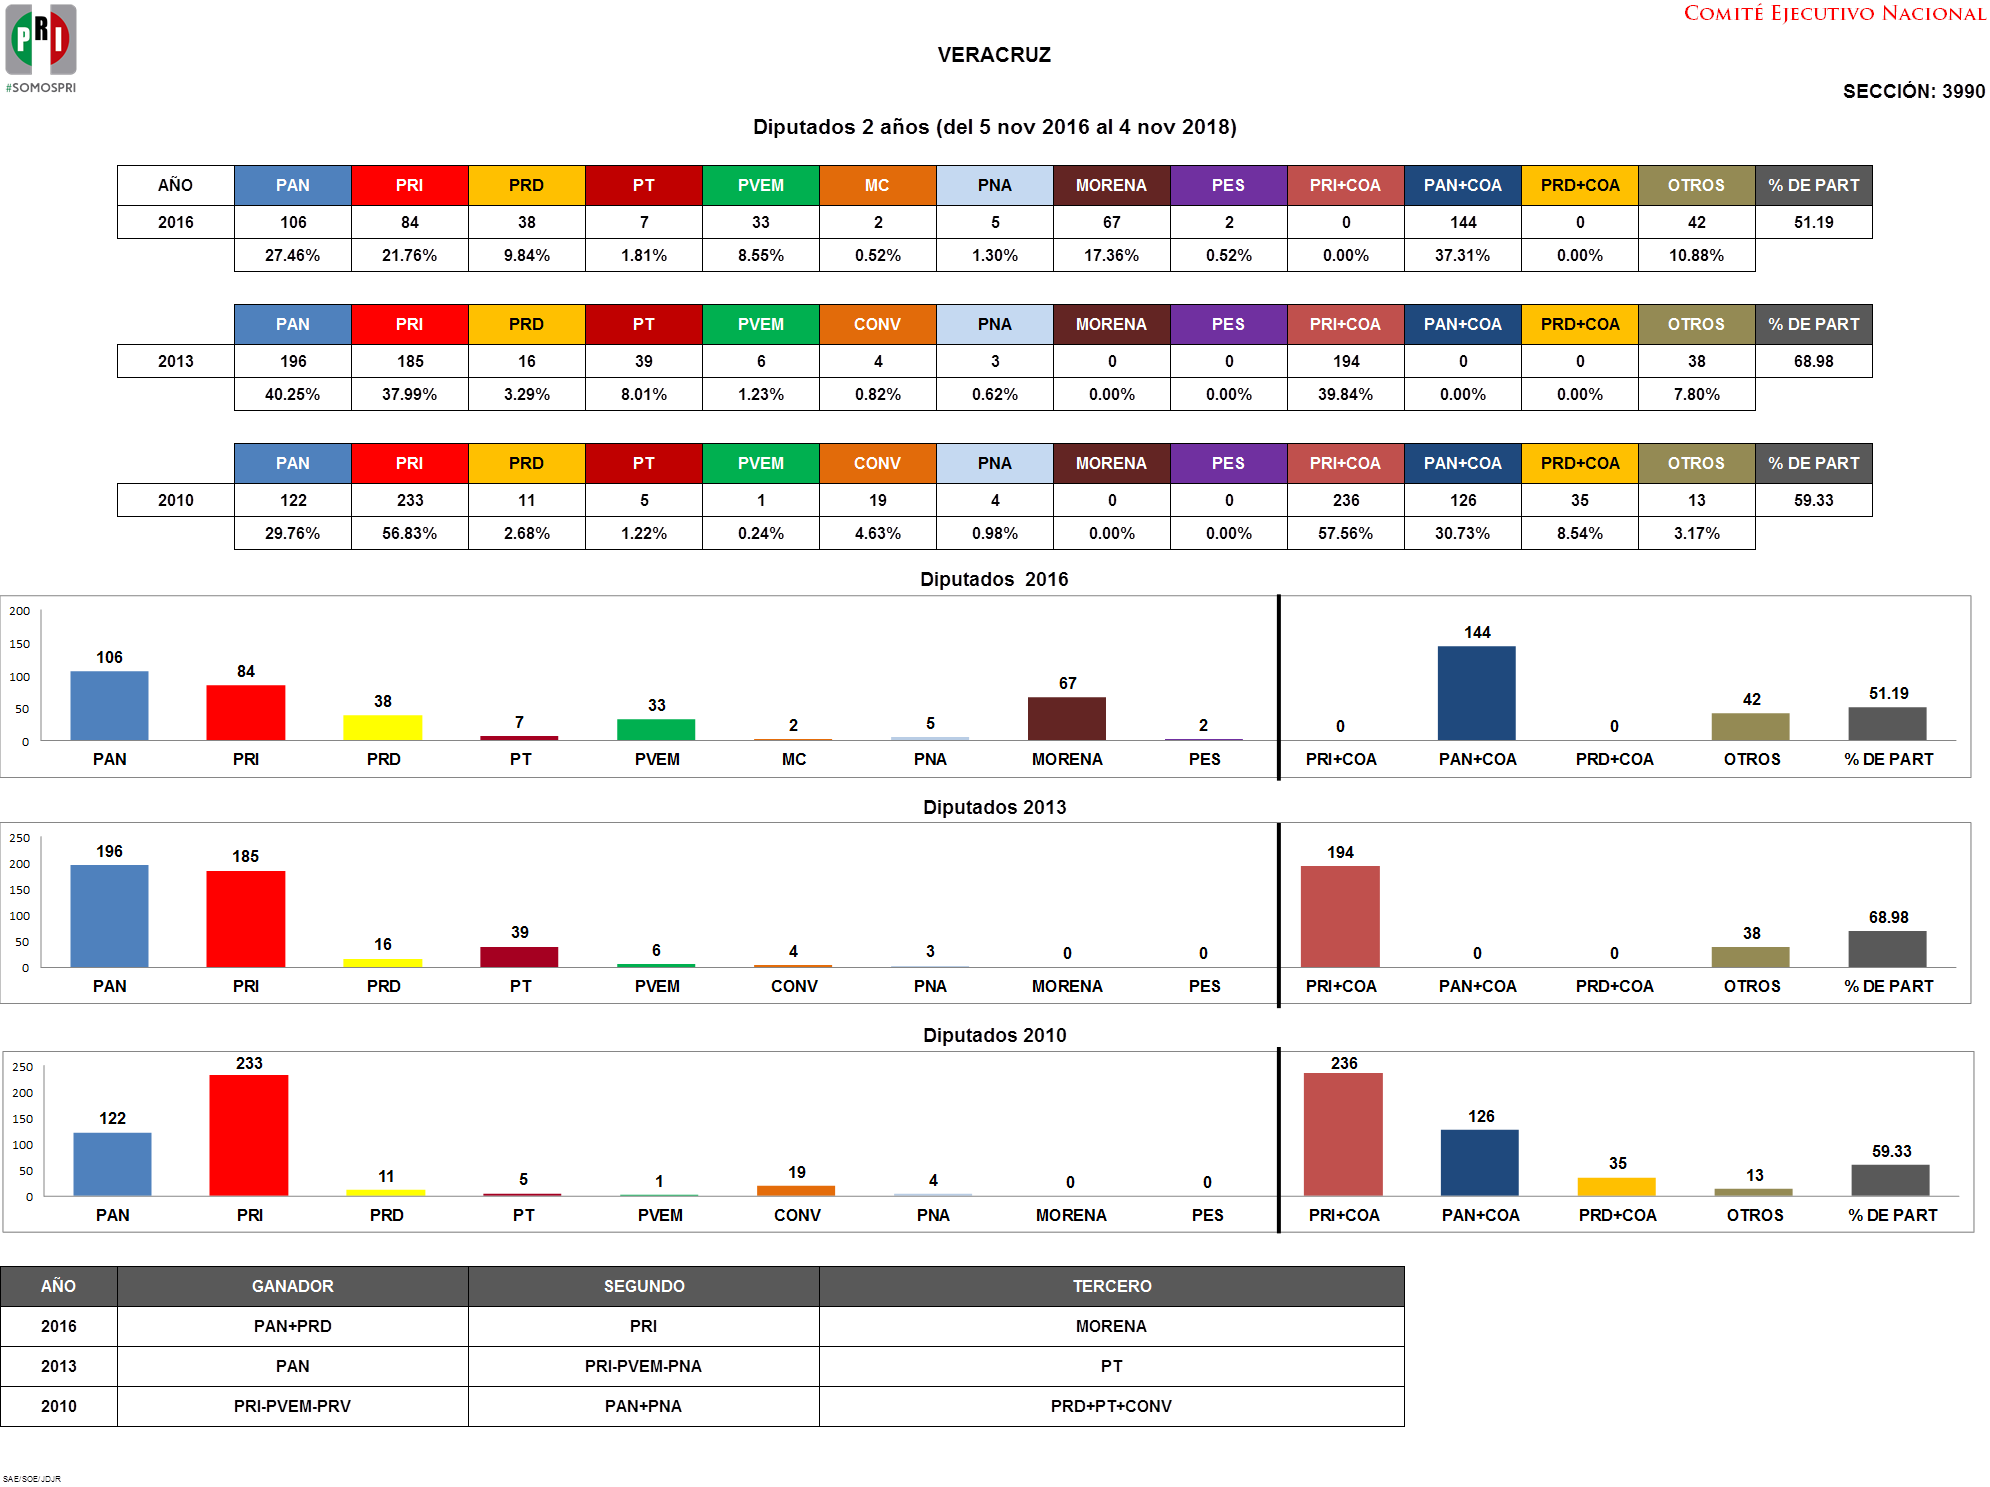 PRI
#SOMOSPRI
COMITÉ EJECUTIVO NACIONAL
VERACRUZ
SECCIÓN: 3990
Diputados 2 años (del 5 nov 2016 al 4 nov 2018)
AÑO PAN PRI PRD PT PVEM MC PNA MORENA PES PRI+COA PAN+COA PRD+COA OTROS % DE PART
2016 106 84 38 7 33 2 5 67 2 0 144 0 42 51.19
27.46% 21.76% 9.84% 1.81% 8.55% 0.52% 1.30% 17.36% 0.52% 0.00% 37.31% 0.00% 10.88%
PAN PRI PRD PT PVEM CONV PNA MORENA PES PRI+COA PAN+COA PRD+COA OTROS % DE PART
2013 196 185 16 39 6 4 3 0 0 194 0 0 38 68.98
40.25% 37.99% 3.29% 8.01% 1.23% 0.82% 0.62% 0.00% 0.00% 39.84% 0.00% 0.00% 7.80%
PAN PRI PRD PT PVEM CONV PNA MORENA PES PRI+COA PAN+COA PRD+COA OTROS % DE PART
2010 122 233 11 5 1 19 4 0 0 236 126 35 13 59.33
29.76% 56.83% 2.68% 1.22% 0.24% 4.63% 0.98% 0.00% 0.00% 57.56% 30.73% 8.54% 3.17%
Diputados 2016
200
150
100
50
0
106 84 38 7 33 2 5 67 2 0 144 0 42 51.19
PAN PRI PRD PT PVEM MC PNA MORENA PES PRI+COA PAN+COA PRD+COA OTROS % DE PART
Diputados 2013
250
200
150
100
50
0
196 185 16 39 6 4 3 0 0 194 0 0 38 68.98
PAN PRI PRD PT PVEM CONV PNA MORENA PES PRI+COA PAN+COA PRD+COA OTROS % DE PART
Diputados 2010
250
200
150
100
50
0
122 233 11 5 1 19 4 0 0 236 126 35 13 59.33
PAN PRI PRD PT PVEM CONV PNA MORENA PES PRI+COA PAN+COA PRD+COA OTROS % DE PART
AÑO GANADOR SEGUNDO TERCERO
2016 PAN+PRD PRI MORENA
2013 PAN PRI-PVEM-PNA PT
2010 PRI-PVEM-PRV PAN+PNA PRD+PT+CONV
SAE/SOE/JDJR